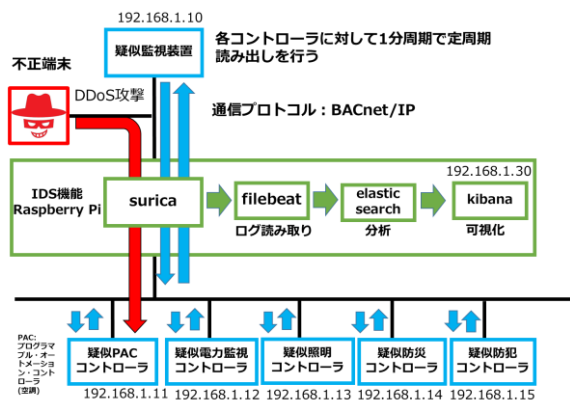 192.168.1.10
疑似監視装置
各コントローラに対して1分周期で定周期
読み出しを行う
不正端末
DDoS攻撃
通信プロトコル：BACnet/IP
192.168.1.30
IDS機能
Raspberry Pi
surica
filebeat
elastic
search
kibana
ログ読み取り
分析
可視化
PAC:
プログラマ
ブル・オー
トメーショ
ン・コント
ローラ
(空調)
疑似PAC
コントローラ
疑似電力監視
コントローラ
疑似照明
コントローラ
疑似防災
コントローラ
疑似防犯
コントローラ
192.168.1.11
192.168.1.12
192.168.1.13
192.168.1.14
192.168.1.15